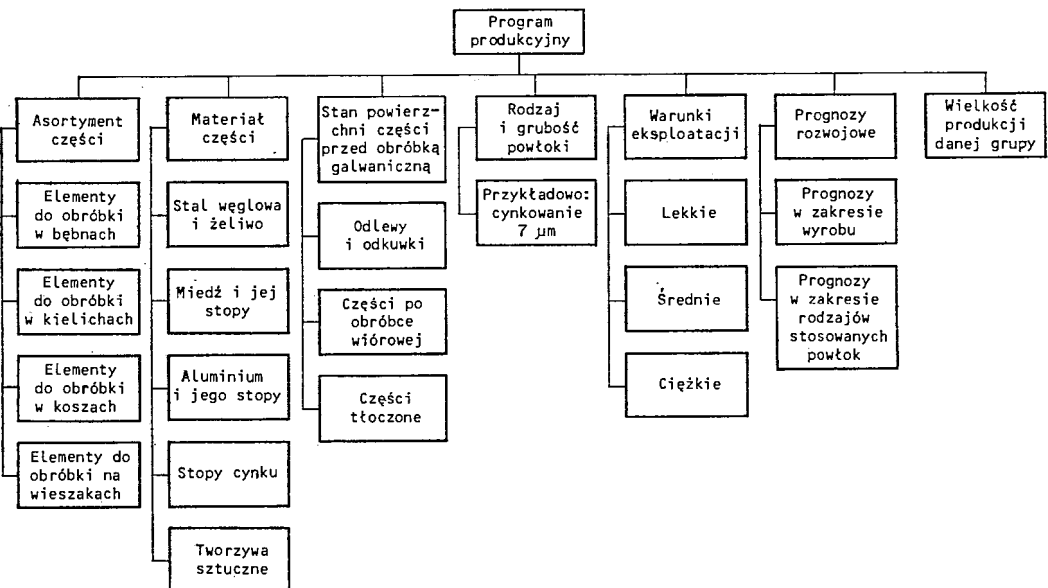 Program
produkcyjny
Asortyment
części
Elementy
do obróbki
w bębnach
Elementy
do obróbki
w kielichach
Elementy
do obróbki
w koszach
Elementy do
obróbki na
wieszakach
Materiał
części
Stal węglowa
i żeliwo
Miedź i jej
stopy
Aluminium
i jego stopy
Stopy cynku
Tworzywa
sztuczne
Stan powierz-
chni części
przed obróbką
galwaniczną
Odlewy
i odkuwki
Części po
obróbce
wiórowej
Części
tłoczone
Rodzaj
i grubość
powłoki
Przykładowo:
cynkowanie
7 μm
Warunki
eksploatacji
Lekkie
Średnie
Ciężkie
Prognozy
rozwojowe
Prognozy
w zakresie
wyrobu
Prognozy
w zakresie
rodzajów
stosowanych
powłok
Wielkość
produkcji
danej grupy